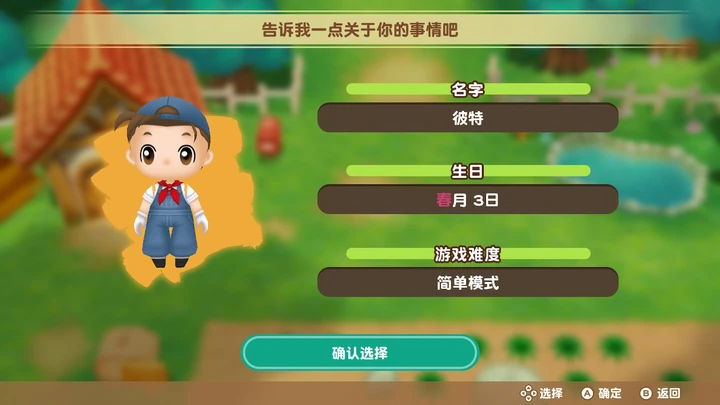 告诉我一点关于你的事情吧
名字
彼特
生日
春月 3日
游戏难度
简单模式
确认选择
选择 A 确定 B 返回